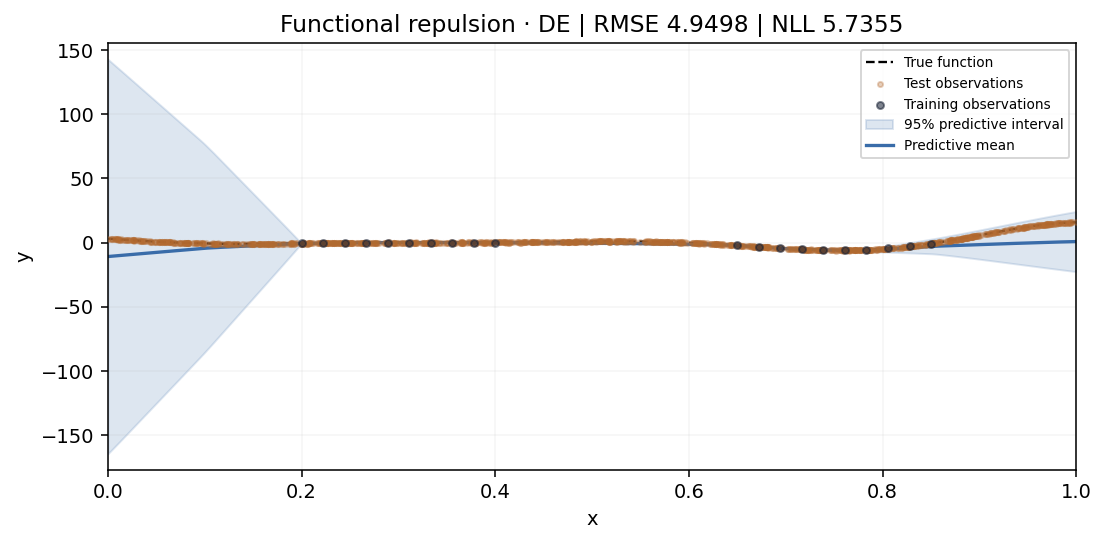 Functional repulsion · DE | RMSE 4.9498 | NLL 5.7355
150
100
50
0
−50
−100
−150
y
True function
Test observations
Training observations
95% predictive interval
Predictive mean
0.0 0.2 0.4 0.6 0.8 1.0
x